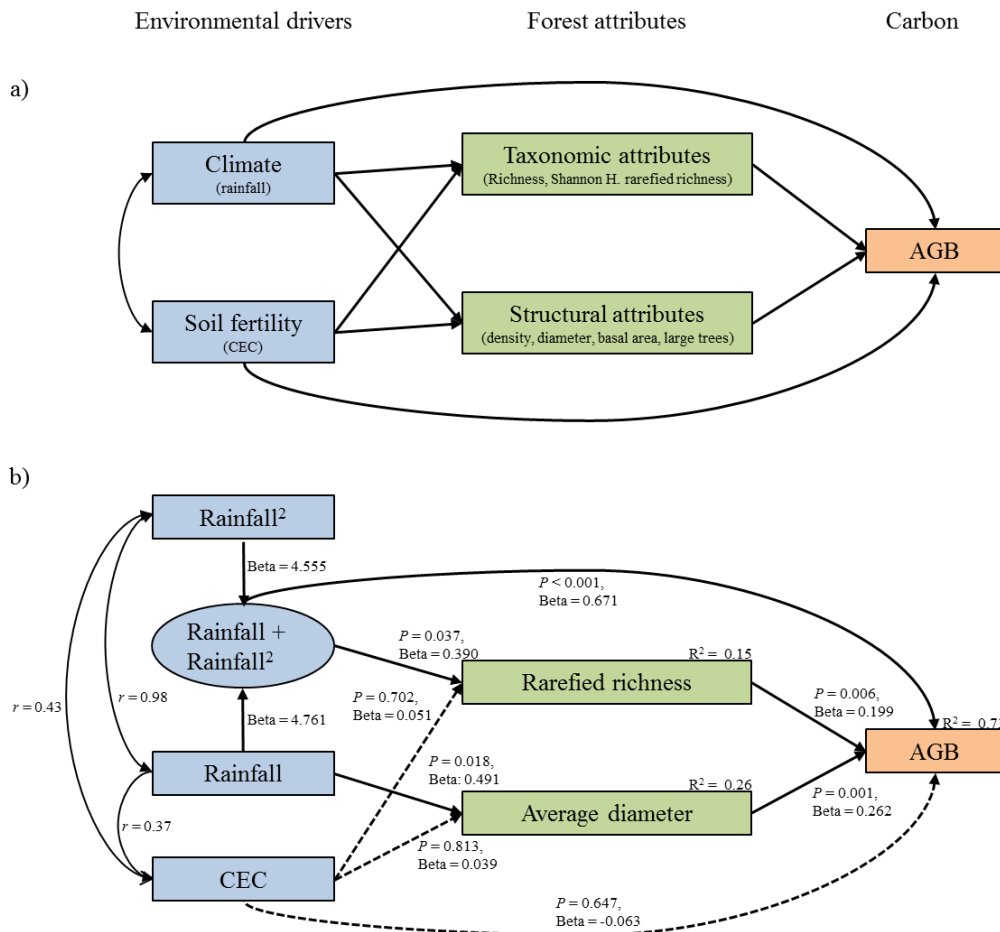 Environmental drivers
Forest attributes
Carbon
a)
Climate
(rainfall)
Taxonomic attributes
(Richness, Shannon H. rarefied richness)
AGB
Soil fertility
(CEC)
Structural attributes
(density, diameter, basal area, large trees)
b)
Rainfall²
Beta = 4.555
P < 0.001,
Beta = 0.671
Rainfall +
Rainfall²
P = 0.037,
Beta = 0.390
R² = 0.15
Rarefied richness
P = 0.702,
Beta = 0.051
P = 0.006,
Beta = 0.199
r = 0.43
r = 0.98
Beta = 4.761
R² =
AGB
Rainfall
P = 0.018,
Beta: 0.491
R² = 0.26
Average diameter
P = 0.001,
Beta = 0.262
r = 0.37
P = 0.813,
Beta = 0.039
CEC
P = 0.647,
Beta = -0.063